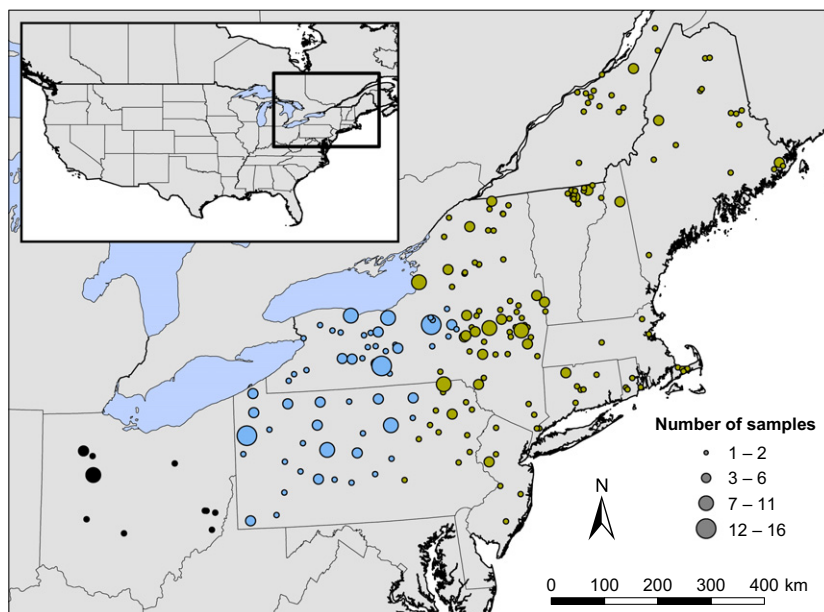 Number of samples
1 – 2
3 – 6
7 – 11
12 – 16
N
0 100 200 300 400 km